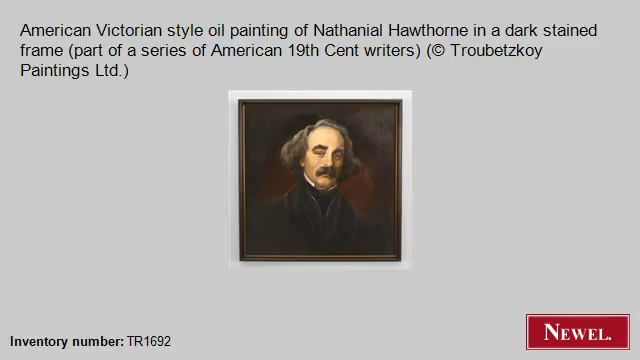 American Victorian style oil painting of Nathanial Hawthorne in a dark stained
frame (part of a series of American 19th Cent writers) (© Troubetzkoy
Paintings Ltd.)
Inventory number: TR1692
NEWEL.